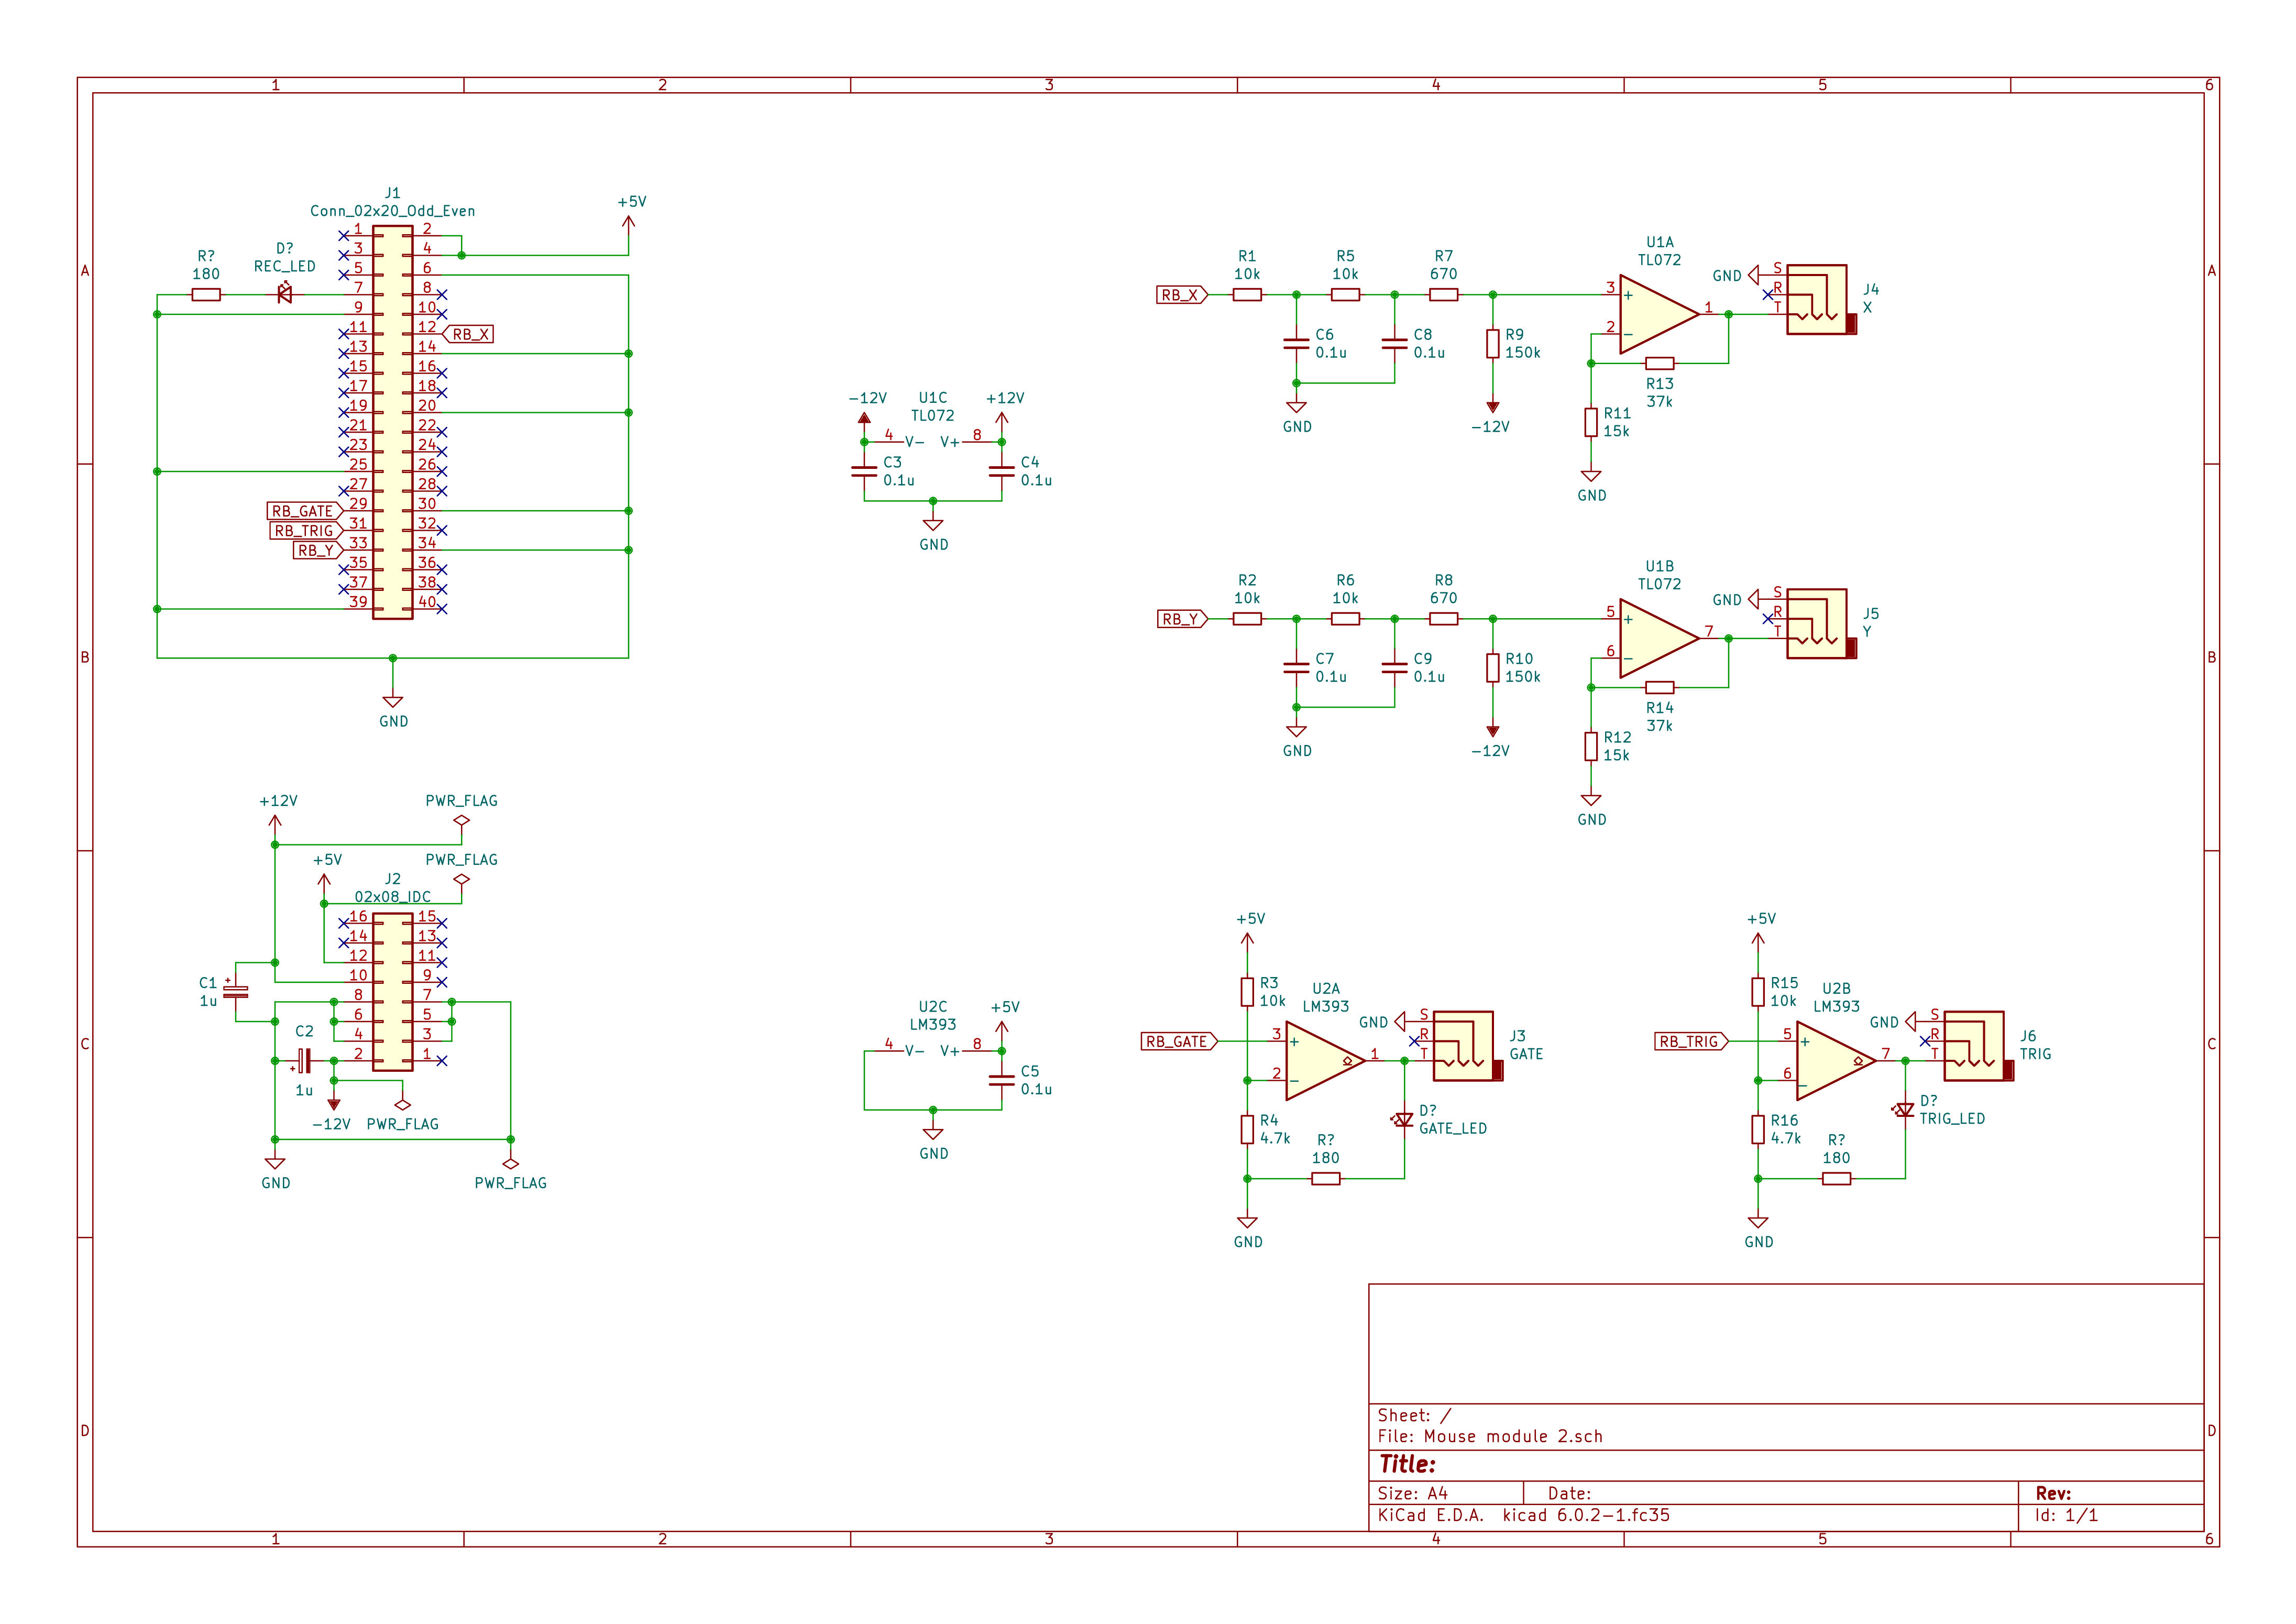 1 2 3 4 5 6
A
B
C
D
A
B
C
D
1 2 3 4 5 6
J1
Conn_02x20_Odd_Even
+5V
R?
180
D?
REC_LED
1 2
3 4
5 6
7 8
9 10
11 12 RB_X
13 14
15 16
17 18
19 20
21 22
23 24
25 26
27 28
RB_GATE 29 30
RB_TRIG 31 32
RB_Y 33 34
35 36
37 38
39 40
GND
+12V
PWR_FLAG
+5V
PWR_FLAG
J2
02x08_IDC
16 15
14 13
12 11
10 9
8 7
6 5
4 3
2 1
C1
1u
C2
1u
-12V
PWR_FLAG
GND
PWR_FLAG
-12V
U1C
TL072
+12V
4 V- V+ 8
C3
0.1u
C4
0.1u
GND
U2C
LM393
+5V
4 V- V+ 8
C5
0.1u
GND
RB_X
R1
10k
R5
10k
R7
670
C6
0.1u
C8
0.1u
GND
R9
150k
-12V
U1A
TL072
3 +
2 -
1
R13
37k
R11
15k
GND
GND
S
R
T
J4
X
RB_Y
R2
10k
R6
10k
R8
670
C7
0.1u
C9
0.1u
GND
R10
150k
-12V
U1B
TL072
5 +
6 -
7
R14
37k
R12
15k
GND
GND
S
R
T
J5
Y
+5V
R3
10k
RB_GATE
U2A
LM393
3 +
2 -
1
GND
S
R
T
J3
GATE
R4
4.7k
D?
GATE_LED
R?
180
GND
+5V
R15
10k
RB_TRIG
U2B
LM393
5 +
6 -
7
GND
S
R
T
J6
TRIG
R16
4.7k
D?
TRIG_LED
R?
180
GND
Sheet: /
File: Mouse module 2.sch
Title:
Size: A4 Date: Rev:
KiCad E.D.A. kicad 6.0.2-1.fc35 Id: 1/1